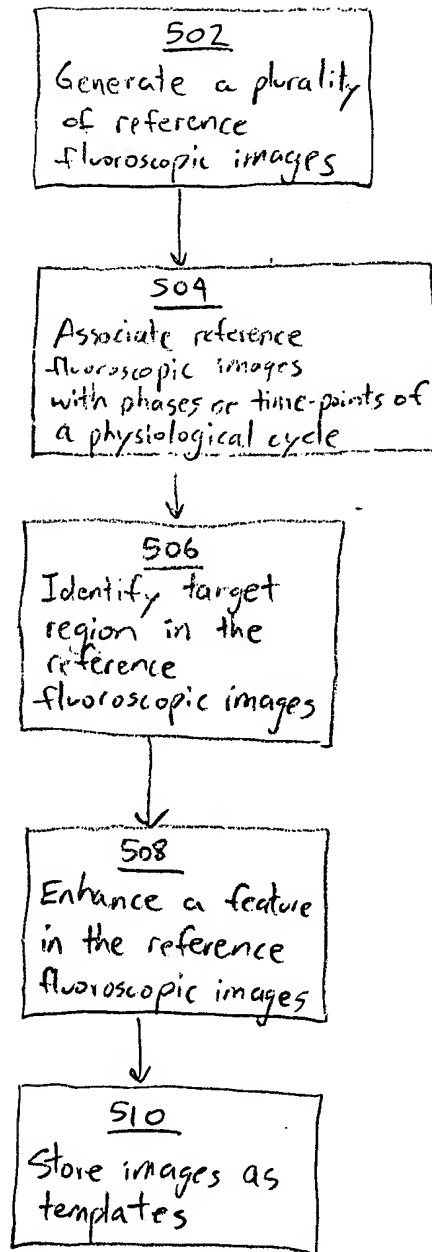 502
Generate a plurality
of reference
fluoroscopic images
504
Associate reference
fluoroscopic images
with phases or time-points of
a physiological cycle
506
Identify target
region in the
reference
fluoroscopic images
508
Enhance a feature
in the reference
fluoroscopic images
510
Store images as
templates